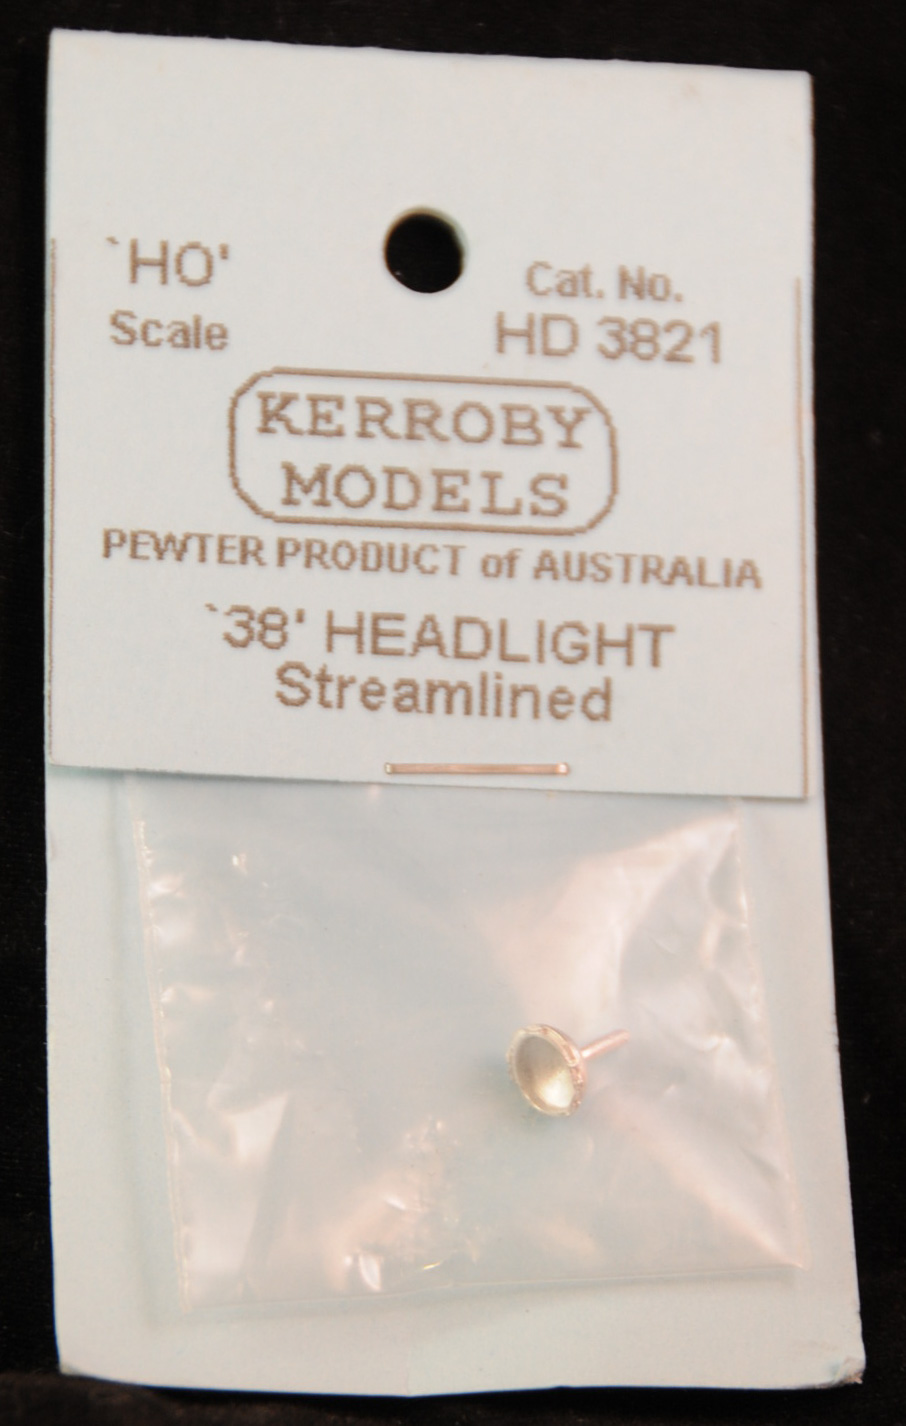 `HO'
Scale
Cat. No.
HD 3821
KERROBY
MODELS
PEWTER PRODUCT of AUSTRALIA
`38' HEADLIGHT
Streamlined